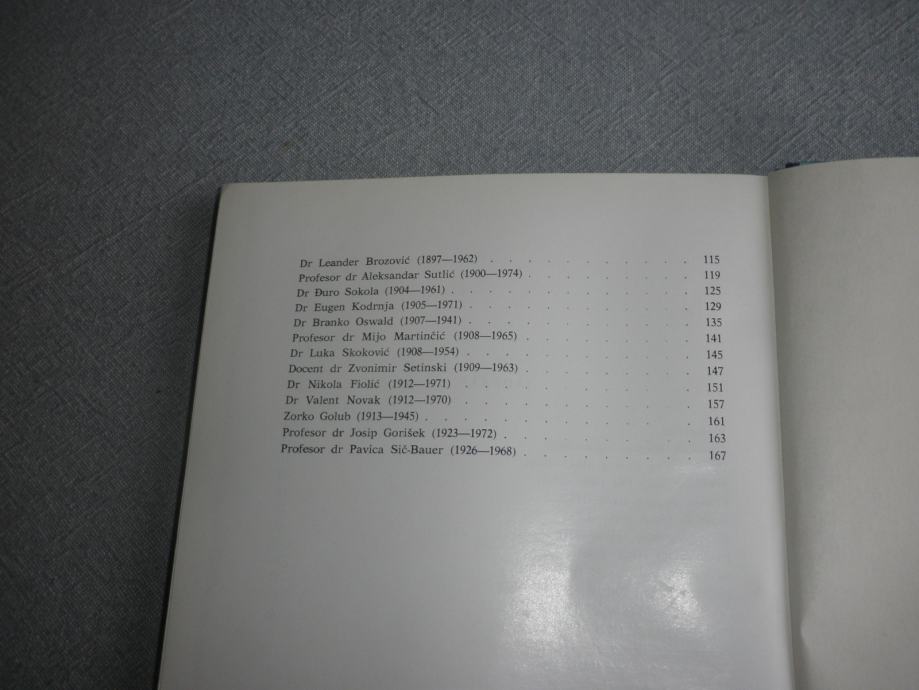 Dr Leander Brozović (1897—1962) . . . . . . . . . . 115
Profesor dr Aleksandar Sutlić (1900—1974) . . . . . . . . . 119
Dr Đuro Sokola (1904—1961) . . . . . . . . . . . 125
Dr Eugen Kodrnja (1905—1971) . . . . . . . . . . 129
Dr Branko Oswald (1907—1941) . . . . . . . . . . 135
Profesor dr Mijo Martinčić (1908—1965) . . . . . . . . . 141
Dr Luka Skoković (1908—1954) . . . . . . . . . . 145
Docent dr Zvonimir Setinski (1909—1963) . . . . . . . . . 147
Dr Nikola Fiolić (1912—1971) . . . . . . . . . . 151
Dr Valent Novak (1912—1970) . . . . . . . . . . 157
Zorko Golub (1913—1945) . . . . . . . . . . . 161
Profesor dr Josip Gorišek (1923—1972) . . . . . . . . . 163
Profesor dr Pavica Sič-Bauer (1926—1968) . . . . . . . . . 167